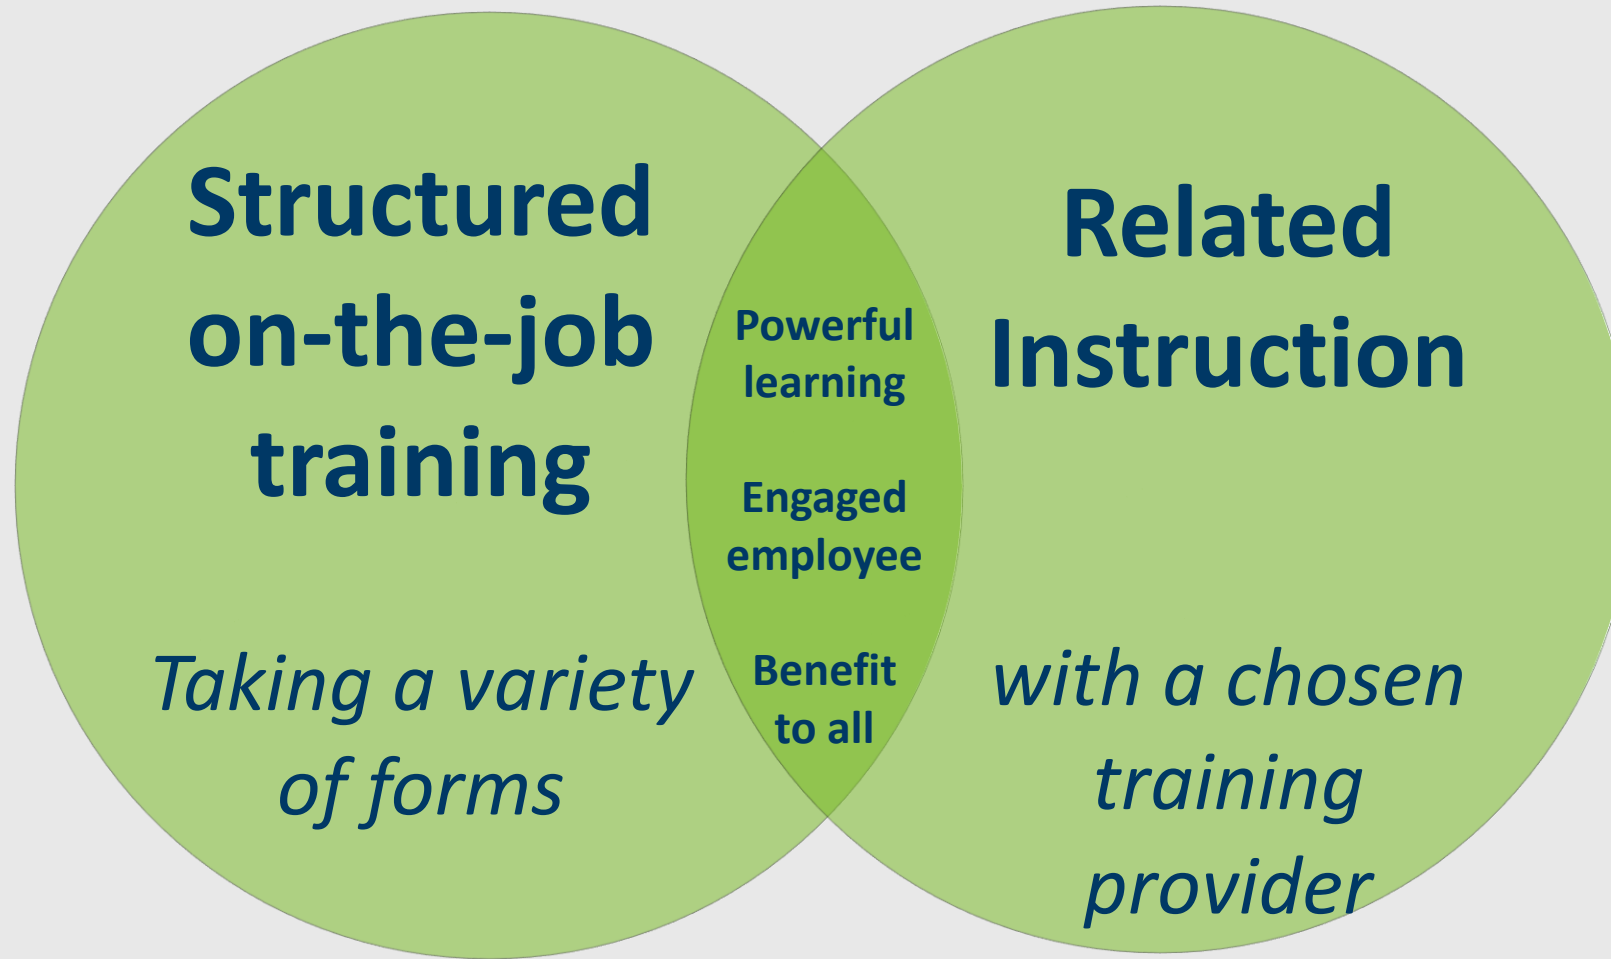 Structured
on-the-job
training
Taking a variety
of forms
Powerful
learning
Engaged
employee
Benefit
to all
Related
Instruction
with a chosen
training
provider